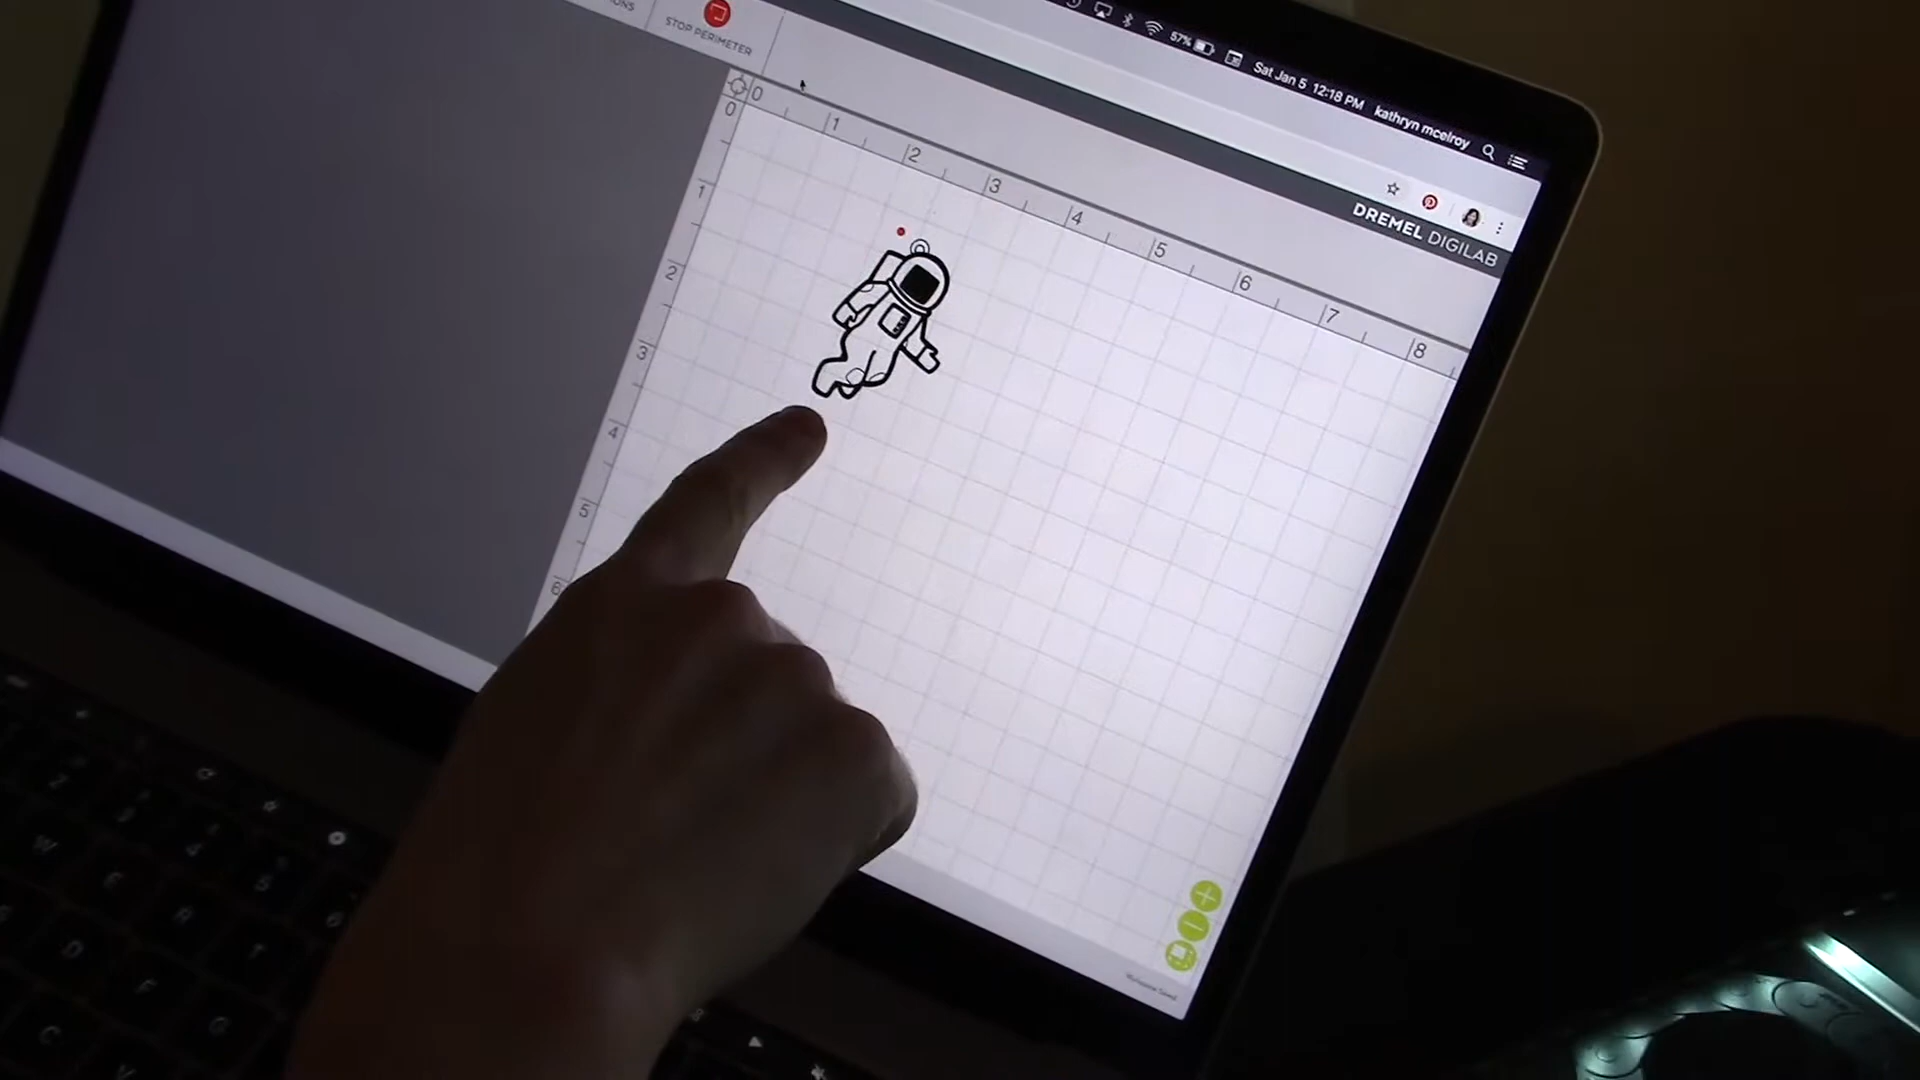 57%
Sat Jan 5 12:18 PM
kathryn mcelroy
STOP PERIMETER
DREMEL DIGILAB
0 1 2 3 4 5 6 7 8
0
1
2
3
4
5
6
W
E
R
T
D
F
G
C
V